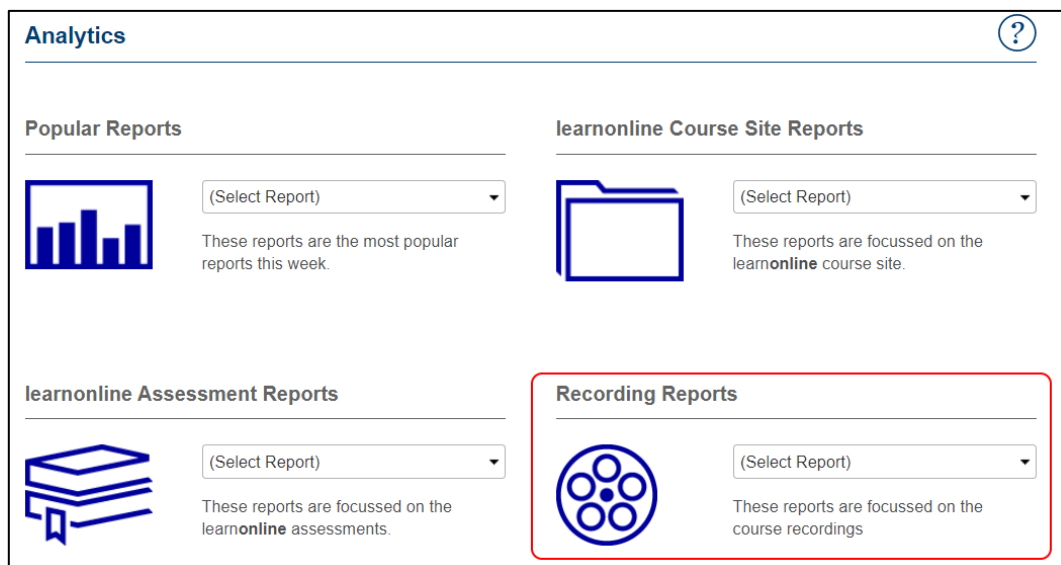 Analytics
?
Popular Reports
(Select Report)
These reports are the most popular
reports this week.
learnonline Course Site Reports
(Select Report)
These reports are focussed on the
learnonline course site.
learnonline Assessment Reports
(Select Report)
These reports are focussed on the
learnonline assessments.
Recording Reports
(Select Report)
These reports are focussed on the
course recordings